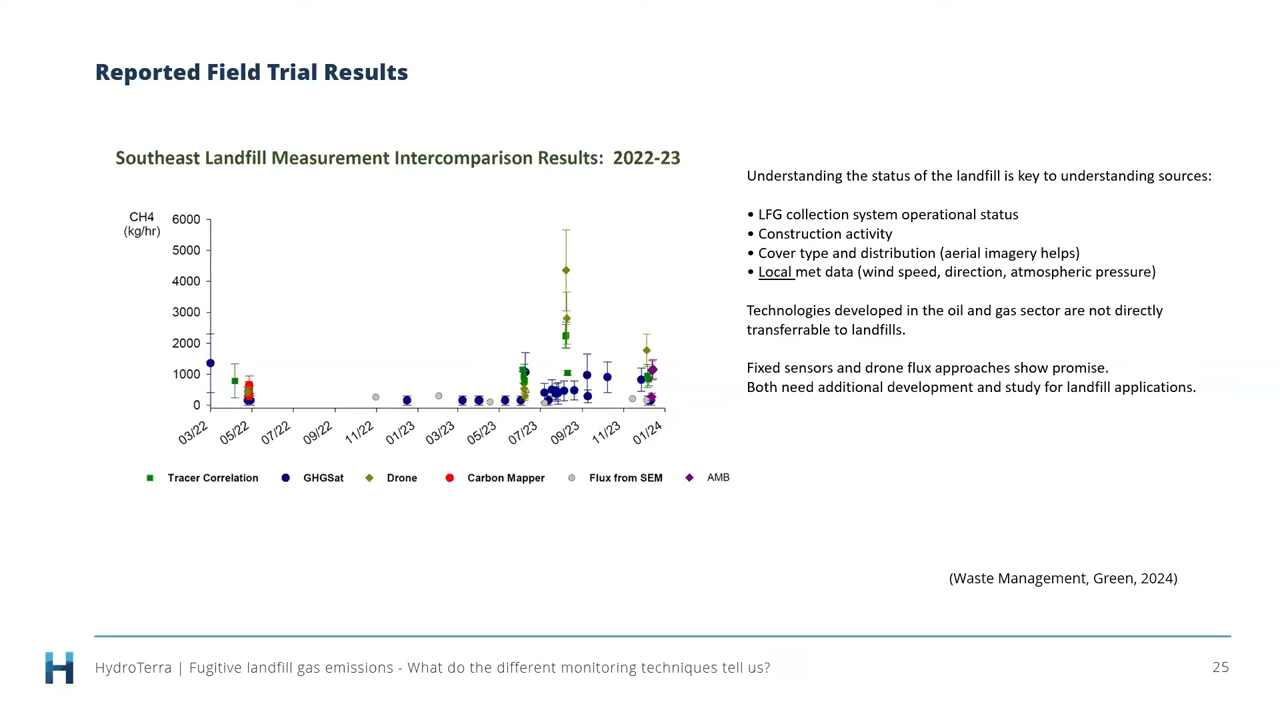 Reported Field Trial Results
Southeast Landfill Measurement Intercomparison Results: 2022-23
CH4
(kg/hr)
6000
5000
4000
3000
2000
1000
0
03/22 05/22 07/22 09/22 11/22 01/23 03/23 05/23 07/23 09/23 11/23 01/24
Tracer Correlation GHGSat Drone Carbon Mapper Flux from SEM AMB
Understanding the status of the landfill is key to understanding sources:
• LFG collection system operational status
• Construction activity
• Cover type and distribution (aerial imagery helps)
• Local met data (wind speed, direction, atmospheric pressure)
Technologies developed in the oil and gas sector are not directly
transferrable to landfills.
Fixed sensors and drone flux approaches show promise.
Both need additional development and study for landfill applications.
(Waste Management, Green, 2024)
HydroTerra | Fugitive landfill gas emissions - What do the different monitoring techniques tell us?
25